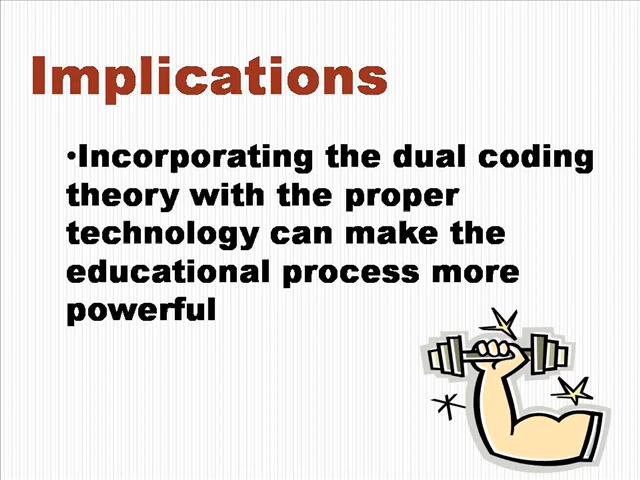 Implications
•Incorporating the dual coding
theory with the proper
technology can make the
educational process more
powerful